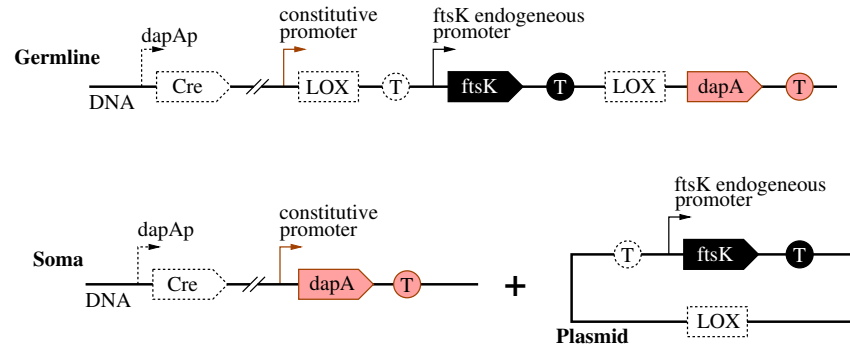 dapAp
constitutive
promoter
ftsK endogeneous
promoter
Germline
DNA
Cre
LOX
T
ftsK
T
LOX
dapA
T
dapAp
constitutive
promoter
ftsK endogeneous
promoter
Soma
DNA
Cre
dapA
T
+
T
ftsK
T
Plasmid
LOX